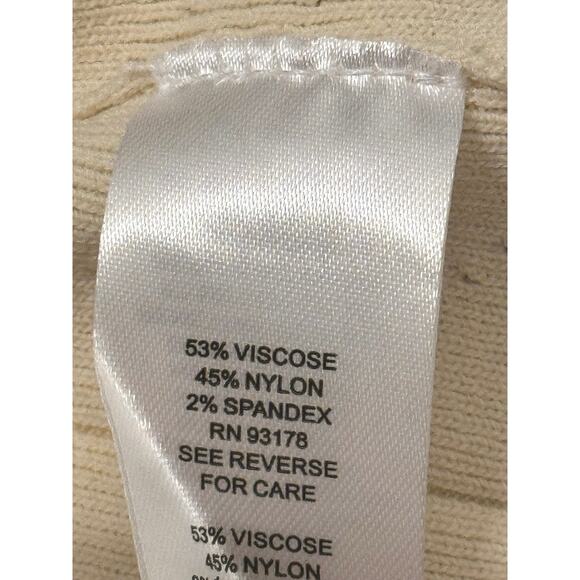 53% VISCOSE
45% NYLON
2% SPANDEX
RN 93178
SEE REVERSE
FOR CARE
53% VISCOSE
45% NYLON